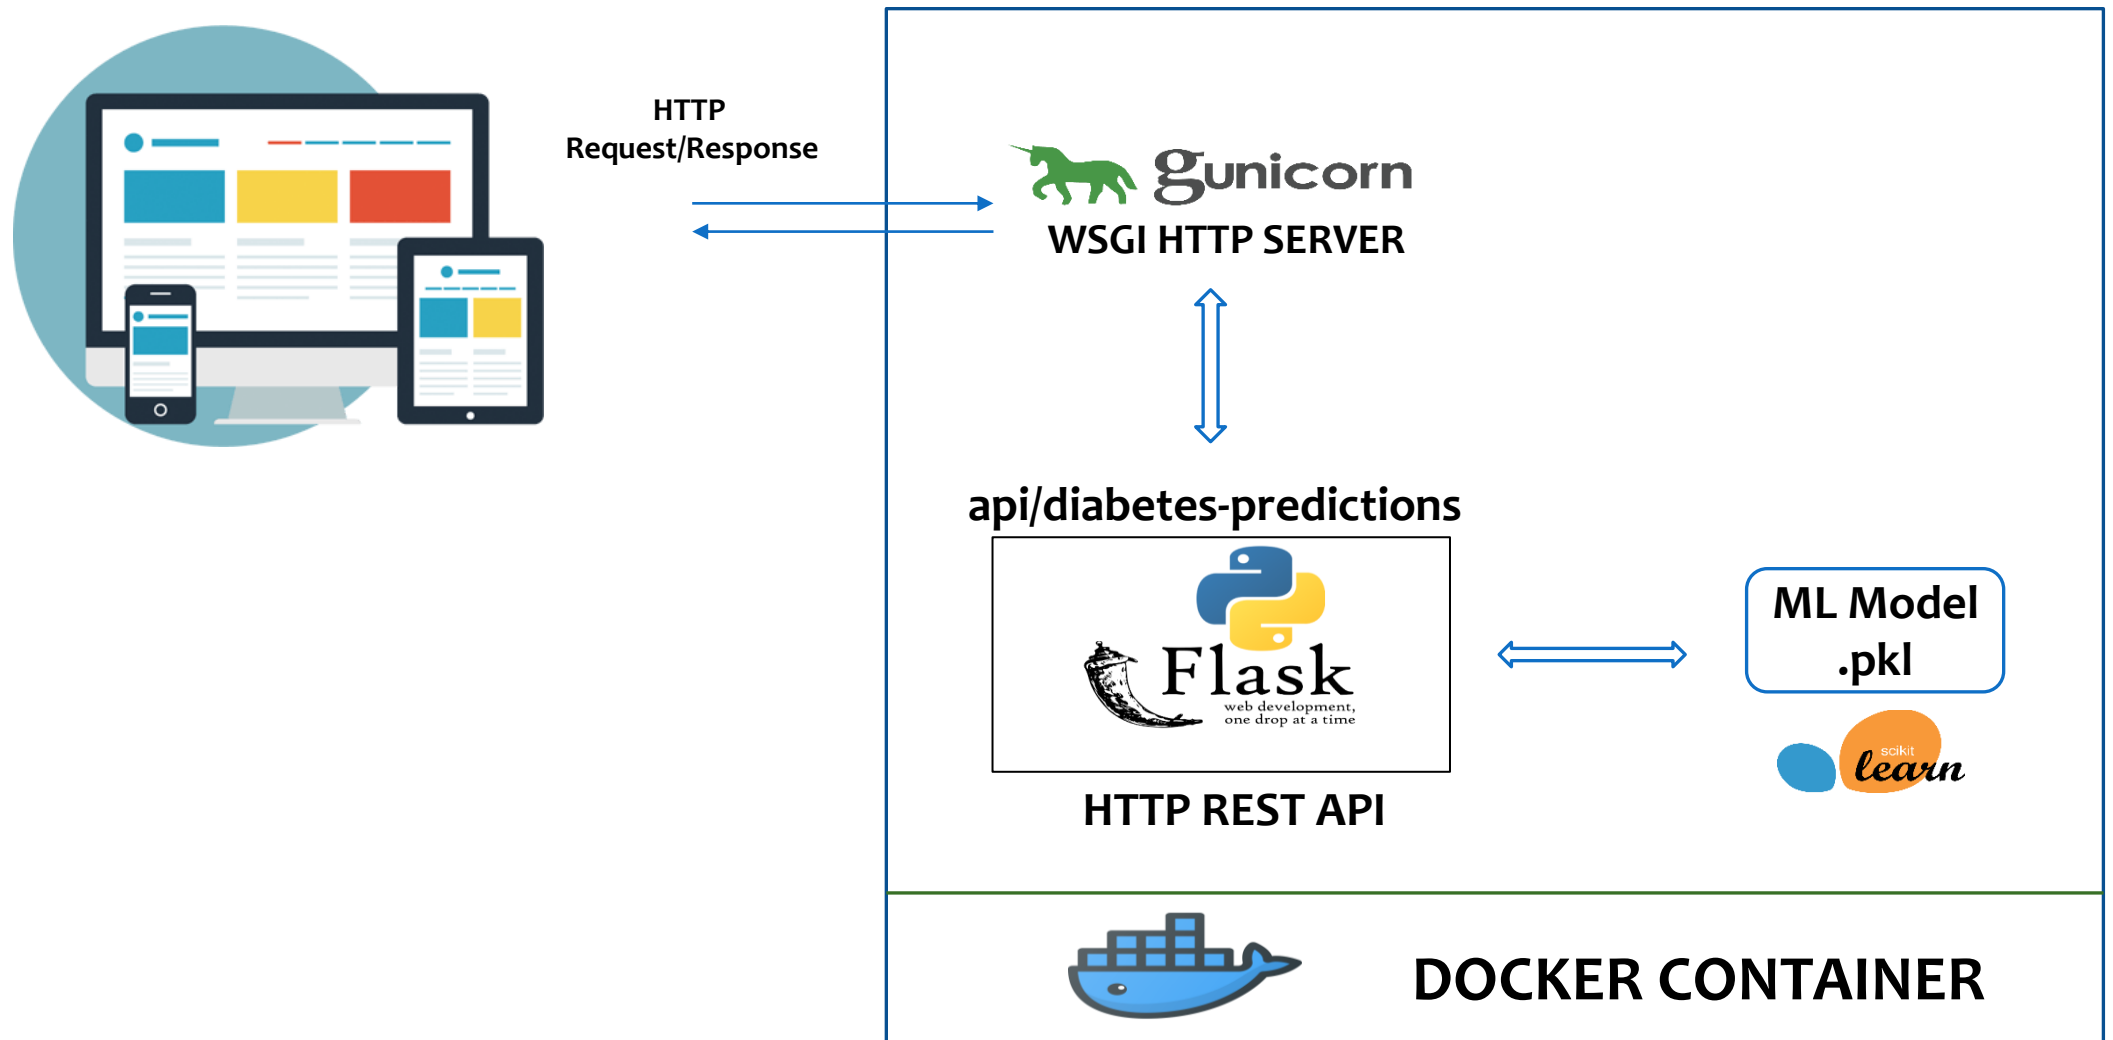 HTTP
Request/Response
gunicorn
WSGI HTTP SERVER
api/diabetes-predictions
Flask
web development,
one drop at a time
HTTP REST API
ML Model
.pkl
scikit
learn
DOCKER CONTAINER